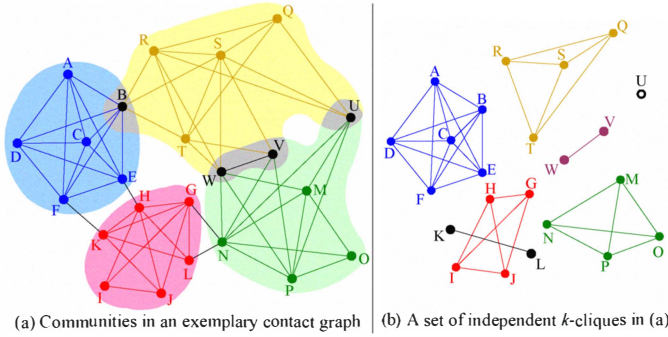 Q
R
S
A
B
U
C
D
T
V
E
W
F
H
G
M
K
N
L
O
I
J
P
(a) Communities in an exemplary contact graph
Q
R
S
U
A
B
V
C
D
T
E
W
F
M
H
G
K
N
O
L
I
J
P
(b) A set of independent k-cliques in (a)